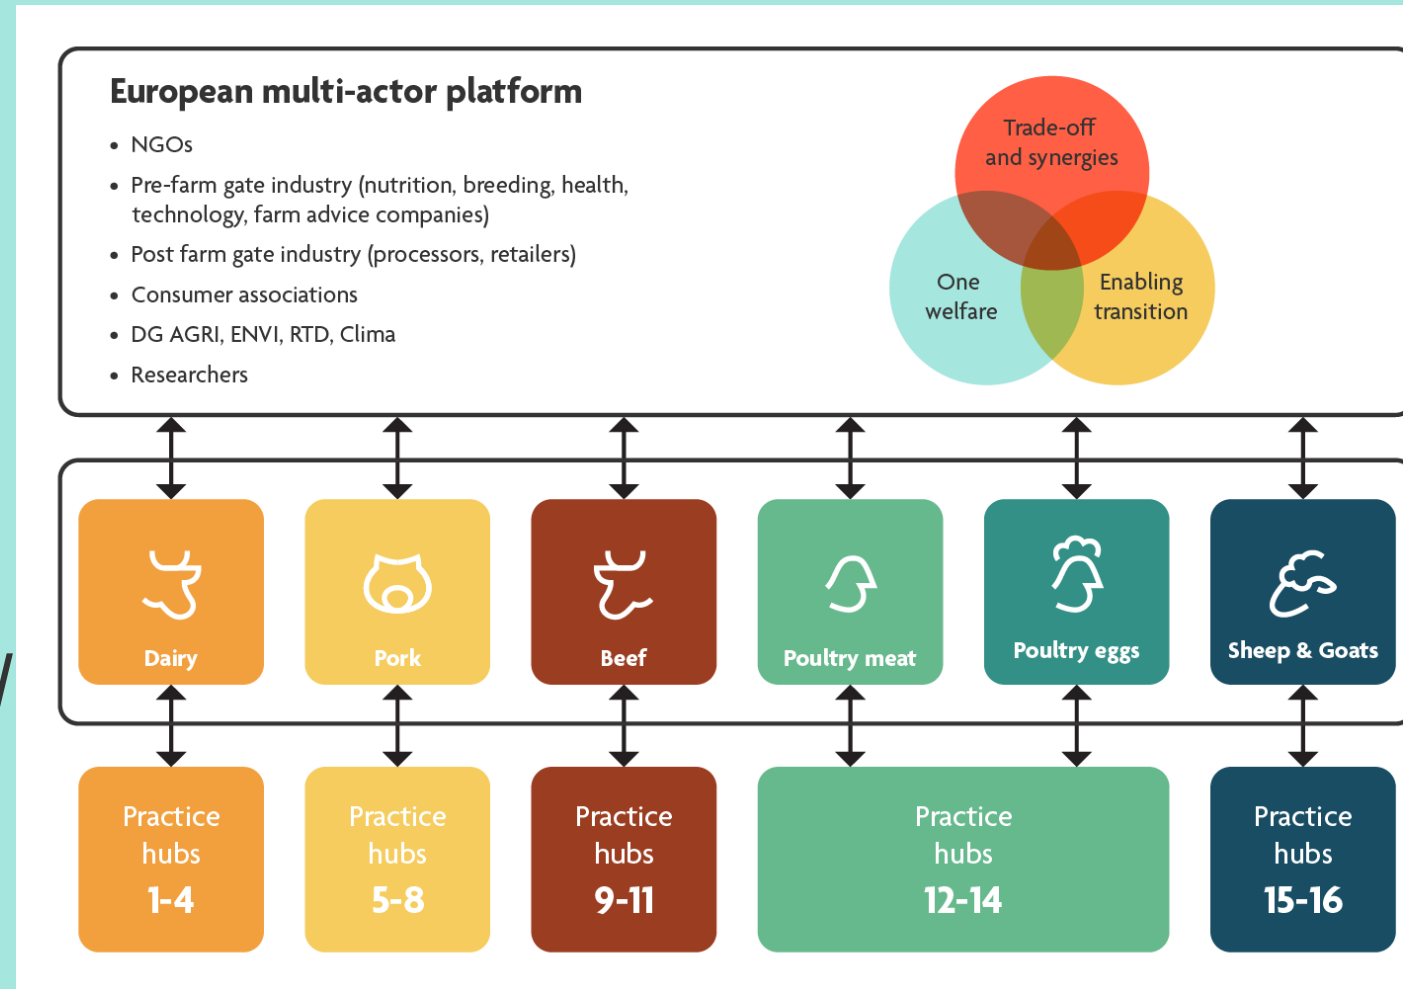 European multi-actor platform
• NGOs
• Pre-farm gate industry (nutrition, breeding, health,
technology, farm advice companies)
• Post farm gate industry (processors, retailers)
• Consumer associations
• DG AGRI, ENVI, RTD, Clima
• Researchers
Trade-off
and synergies
One
welfare
Enabling
transition
Dairy
Pork
Beef
Poultry meat
Poultry eggs
Sheep & Goats
Practice
hubs
1-4
Practice
hubs
5-8
Practice
hubs
9-11
Practice
hubs
12-14
Practice
hubs
15-16